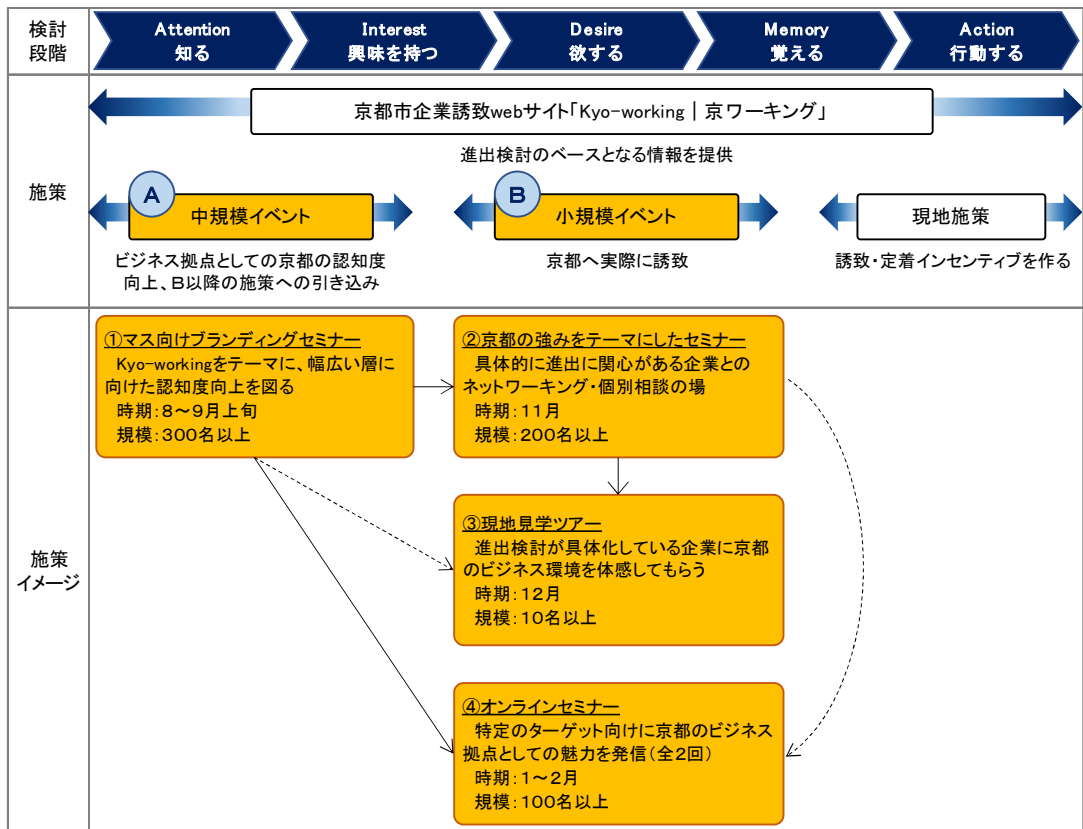 検討
段階
Attention
知る
Interest
興味を持つ
Desire
欲する
Memory
覚える
Action
行動する
施策
京都市企業誘致webサイト「Kyo-working｜京ワーキング」
進出検討のベースとなる情報を提供
A
中規模イベント
ビジネス拠点としての京都の認知度
向上、B以降の施策への引き込み
B
小規模イベント
京都へ実際に誘致
現地施策
誘致・定着インセンティブを作る
施策
イメージ
①マス向けブランディングセミナー
Kyo-workingをテーマに、幅広い層に
向けた認知度向上を図る
時期：８～９月上旬
規模：３００名以上
②京都の強みをテーマにしたセミナー
具体的に進出に関心がある企業との
ネットワーキング・個別相談の場
時期：１１月
規模：２００名以上
③現地見学ツアー
進出検討が具体化している企業に京都
のビジネス環境を体感してもらう
時期：１２月
規模：１０名以上
④オンラインセミナー
特定のターゲット向けに京都のビジネス
拠点としての魅力を発信（全２回）
時期：１～２月
規模：１００名以上